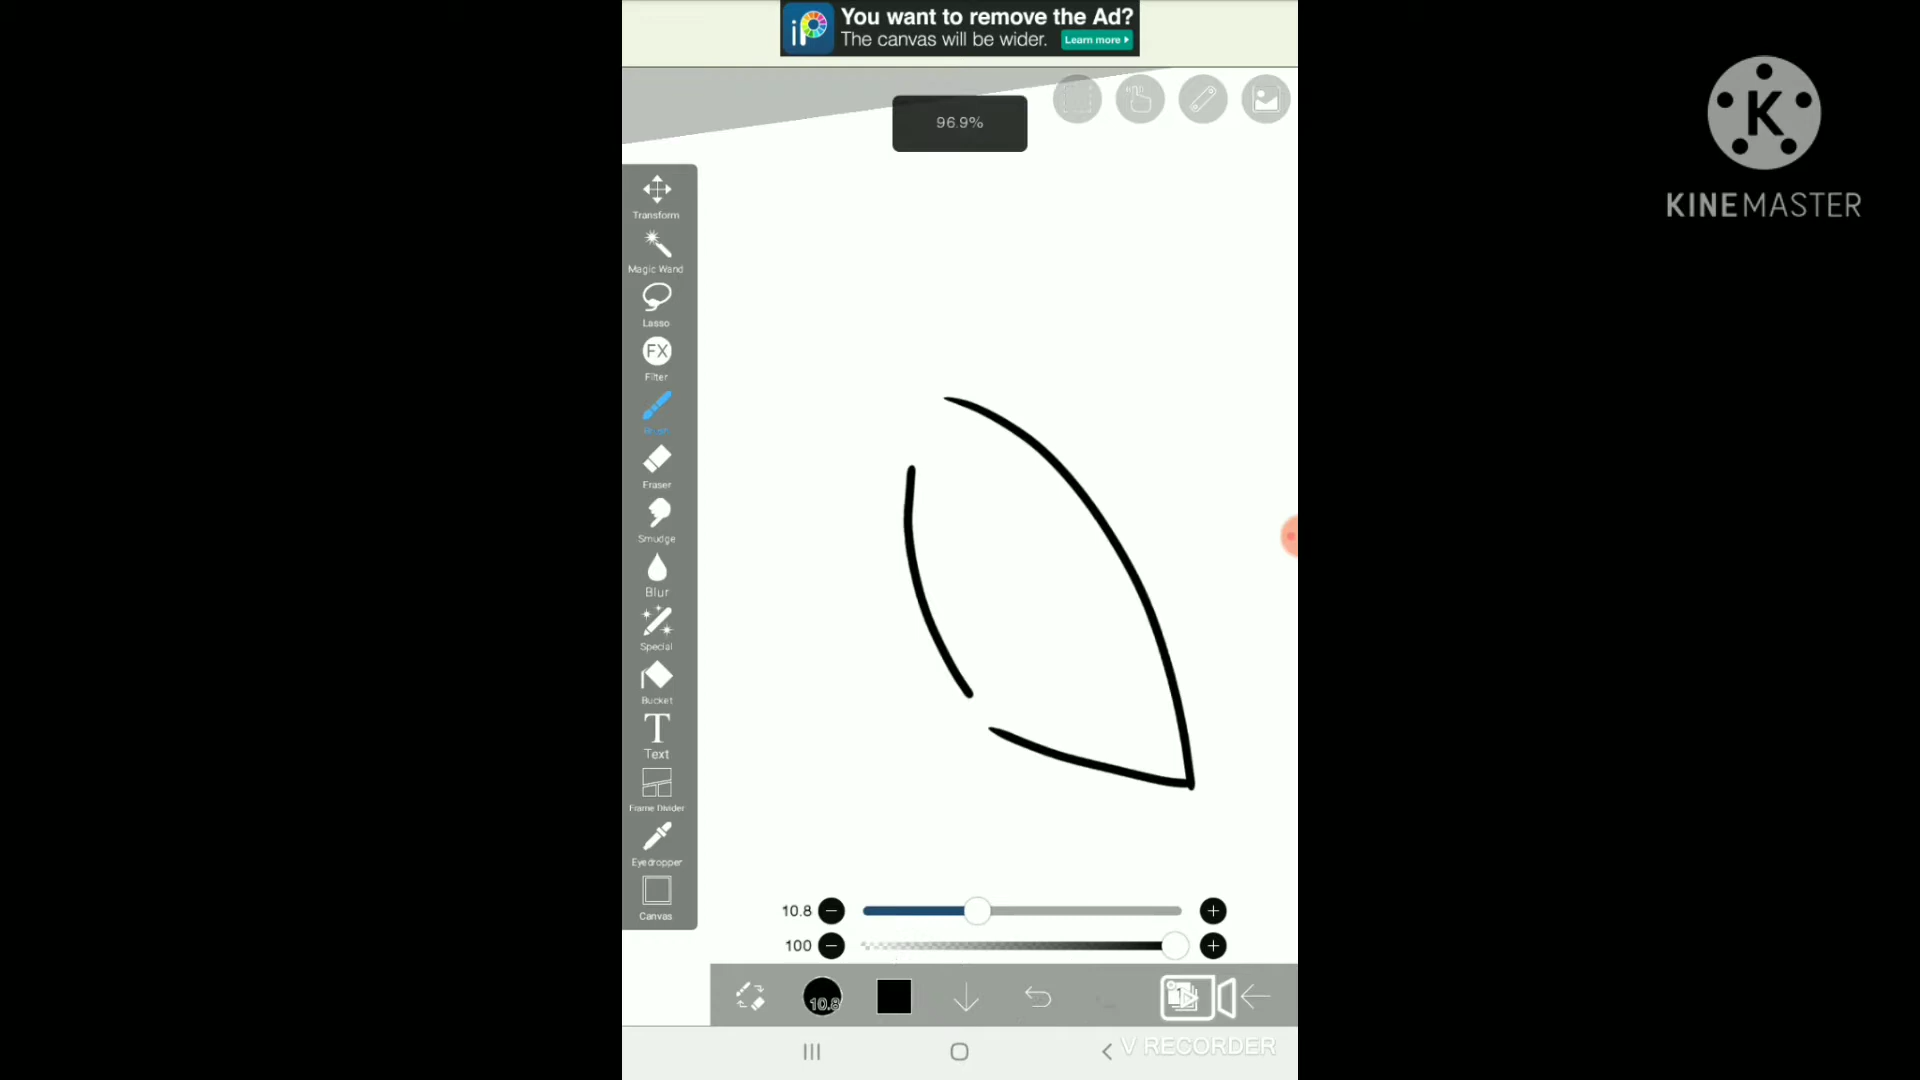 You want to remove the Ad?
The canvas will be wider.
Learn more
96.9%
K
KINEMASTER
Transform
Magic Wand
Lasso
FX
Filter
Brush
Eraser
Smudge
Blur
Special
Bucket
T
Text
Frame Divider
Eyedropper
Canvas
10.8
100
10.8
V RECORDER